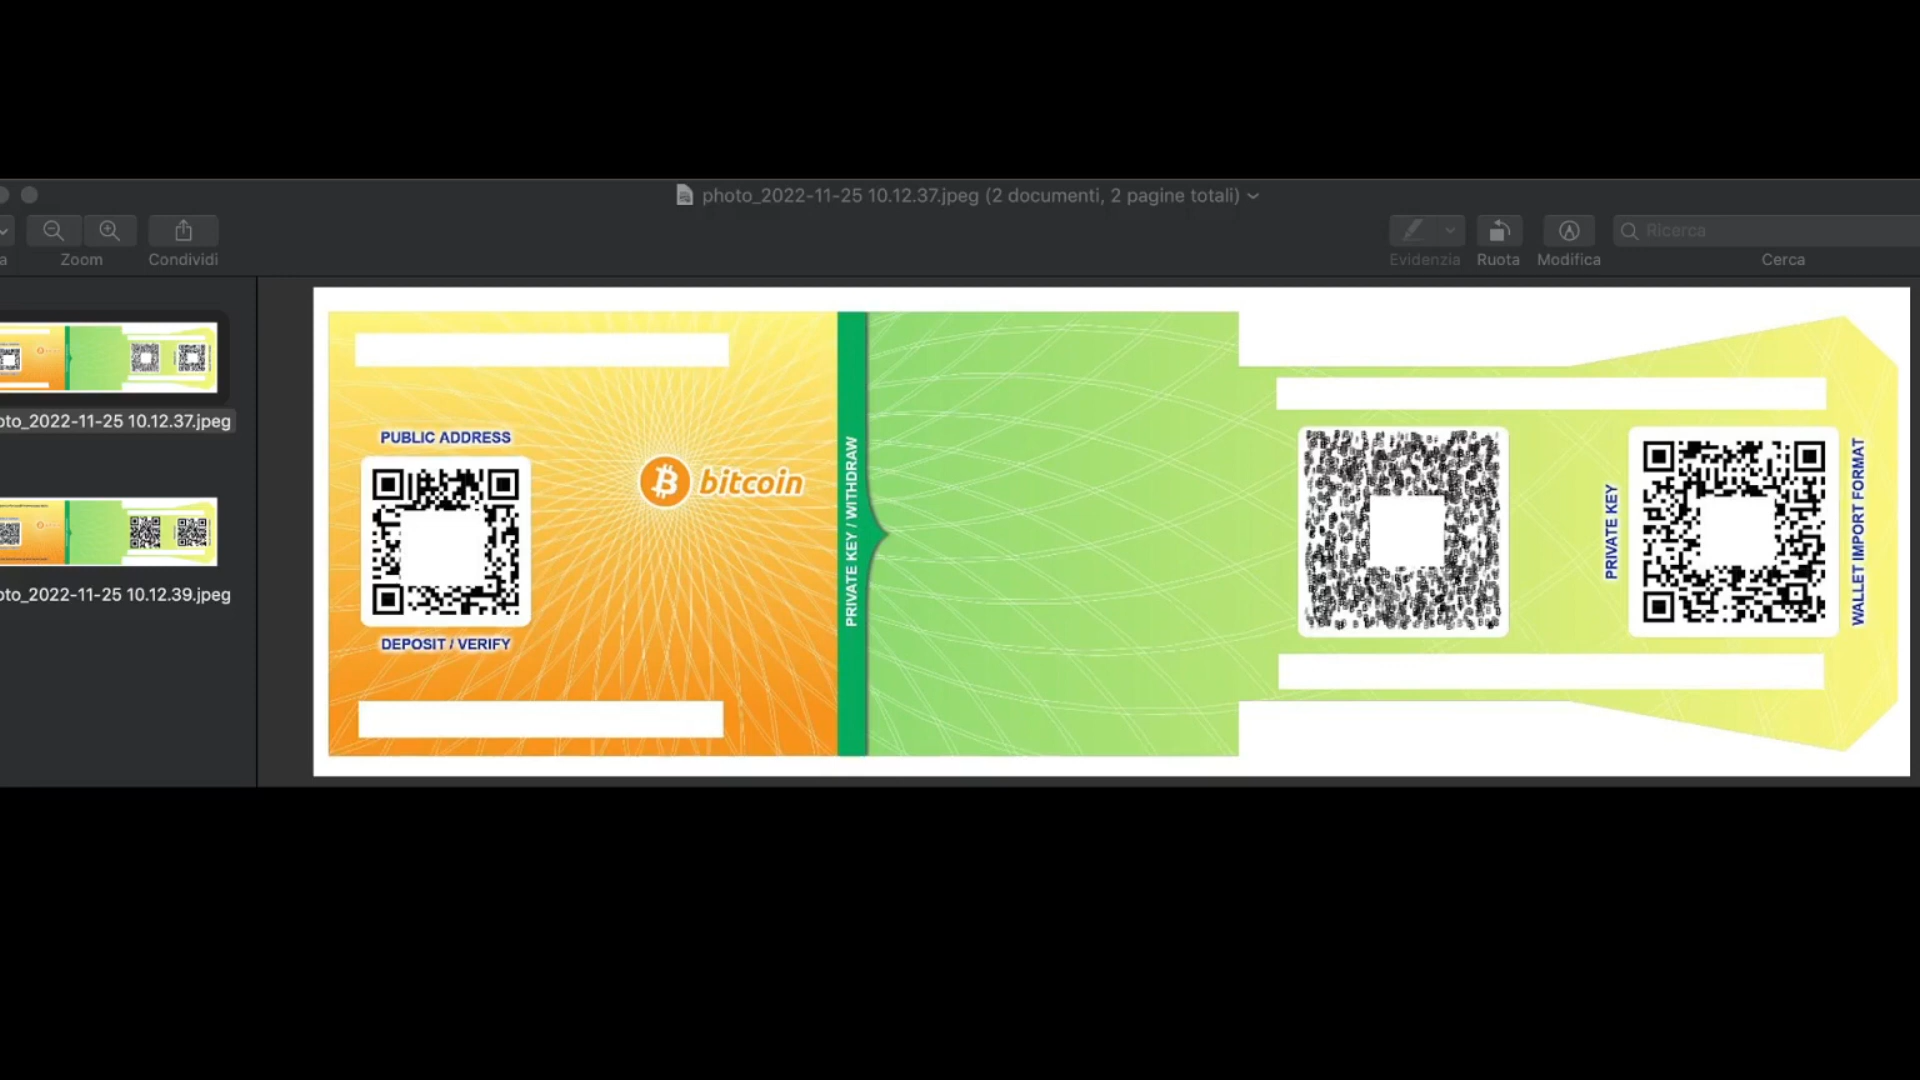 photo_2022-11-25 10.12.37.jpeg (2 documenti, 2 pagine totali)
Zoom
Condividi
Evidenzia
Ruota
Modifica
Ricerca
Cerca
oto_2022-11-25 10.12.37.jpeg
oto_2022-11-25 10.12.39.jpeg
PUBLIC ADDRESS
DEPOSIT / VERIFY
bitcoin
PRIVATE KEY / WITHDRAW
PRIVATE KEY
WALLET IMPORT FORMAT